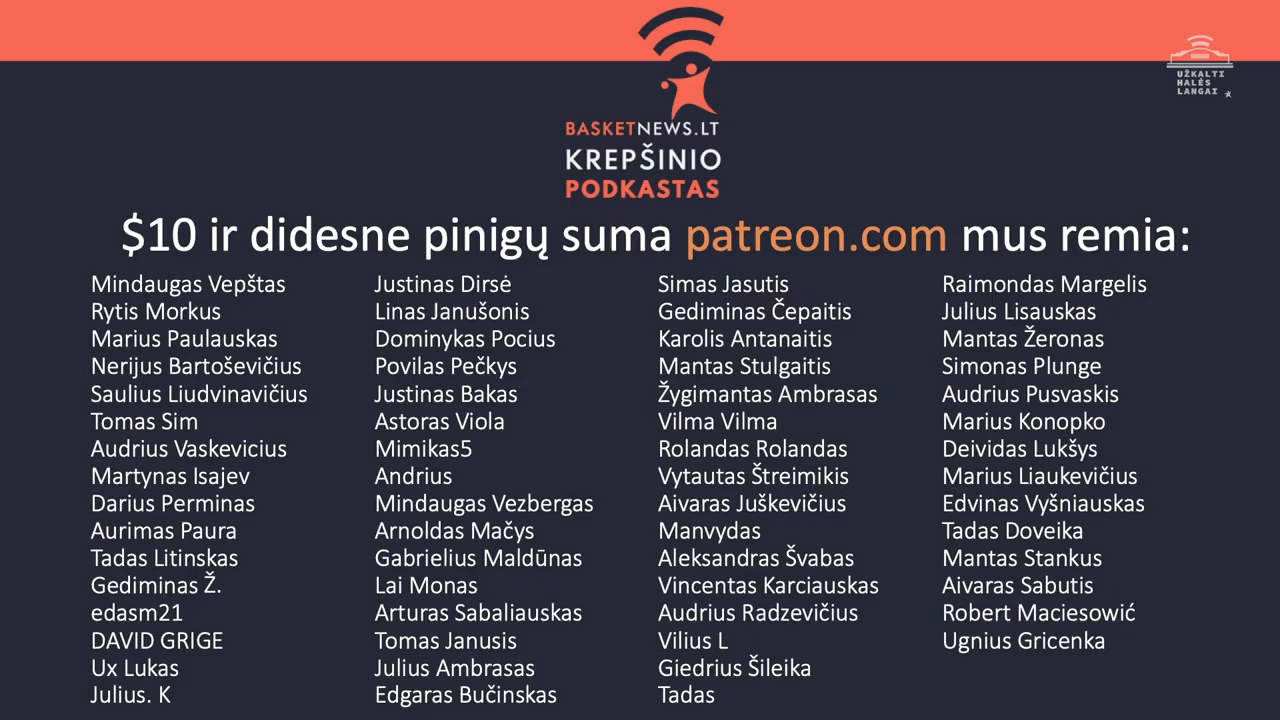 UŽKALTI
HALĖS
LANGAI
BASKETNEWS.LT
KREPŠINIO
PODKASTAS
$10 ir didesne pinigų suma patreon.com mus remia:
Mindaugas Vepštas
Rytis Morkus
Marius Paulauskas
Nerijus Bartoševičius
Saulius Liudvinavičius
Tomas Sim
Audrius Vaskevicius
Martynas Isajev
Darius Perminas
Aurimas Paura
Tadas Litinskas
Gediminas Ž.
edasm21
DAVID GRIGE
Ux Lukas
Julius. K
Justinas Dirsė
Linas Janušonis
Dominykas Pocius
Povilas Pečkys
Justinas Bakas
Astoras Viola
Mimikas5
Andrius
Mindaugas Vezbergas
Arnoldas Mačys
Gabrielius Maldūnas
Lai Monas
Arturas Sabaliauskas
Tomas Janusis
Julius Ambrasas
Edgaras Bučinskas
Simas Jasutis
Gediminas Čepaitis
Karolis Antanaitis
Mantas Stulgaitis
Žygimantas Ambrasas
Vilma Vilma
Rolandas Rolandas
Vytautas Štreimikis
Aivaras Juškevičius
Manvydas
Aleksandras Švabas
Vincentas Karciauskas
Audrius Radzevičius
Vilius L
Giedrius Šileika
Tadas
Raimondas Margelis
Julius Lisauskas
Mantas Žeronas
Simonas Plunge
Audrius Pusvaskis
Marius Konopko
Deividas Lukšys
Marius Liaukevičius
Edvinas Vyšniauskas
Tadas Doveika
Mantas Stankus
Aivaras Sabutis
Robert Maciesowić
Ugnius Gricenka